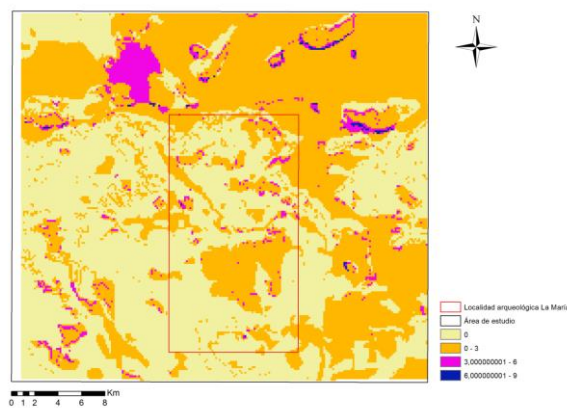 N
Localidad arqueológica La María
Área de estudio
0
0 - 3
3,000000001 - 6
6,000000001 - 9
0 1 2 4 6 8 Km